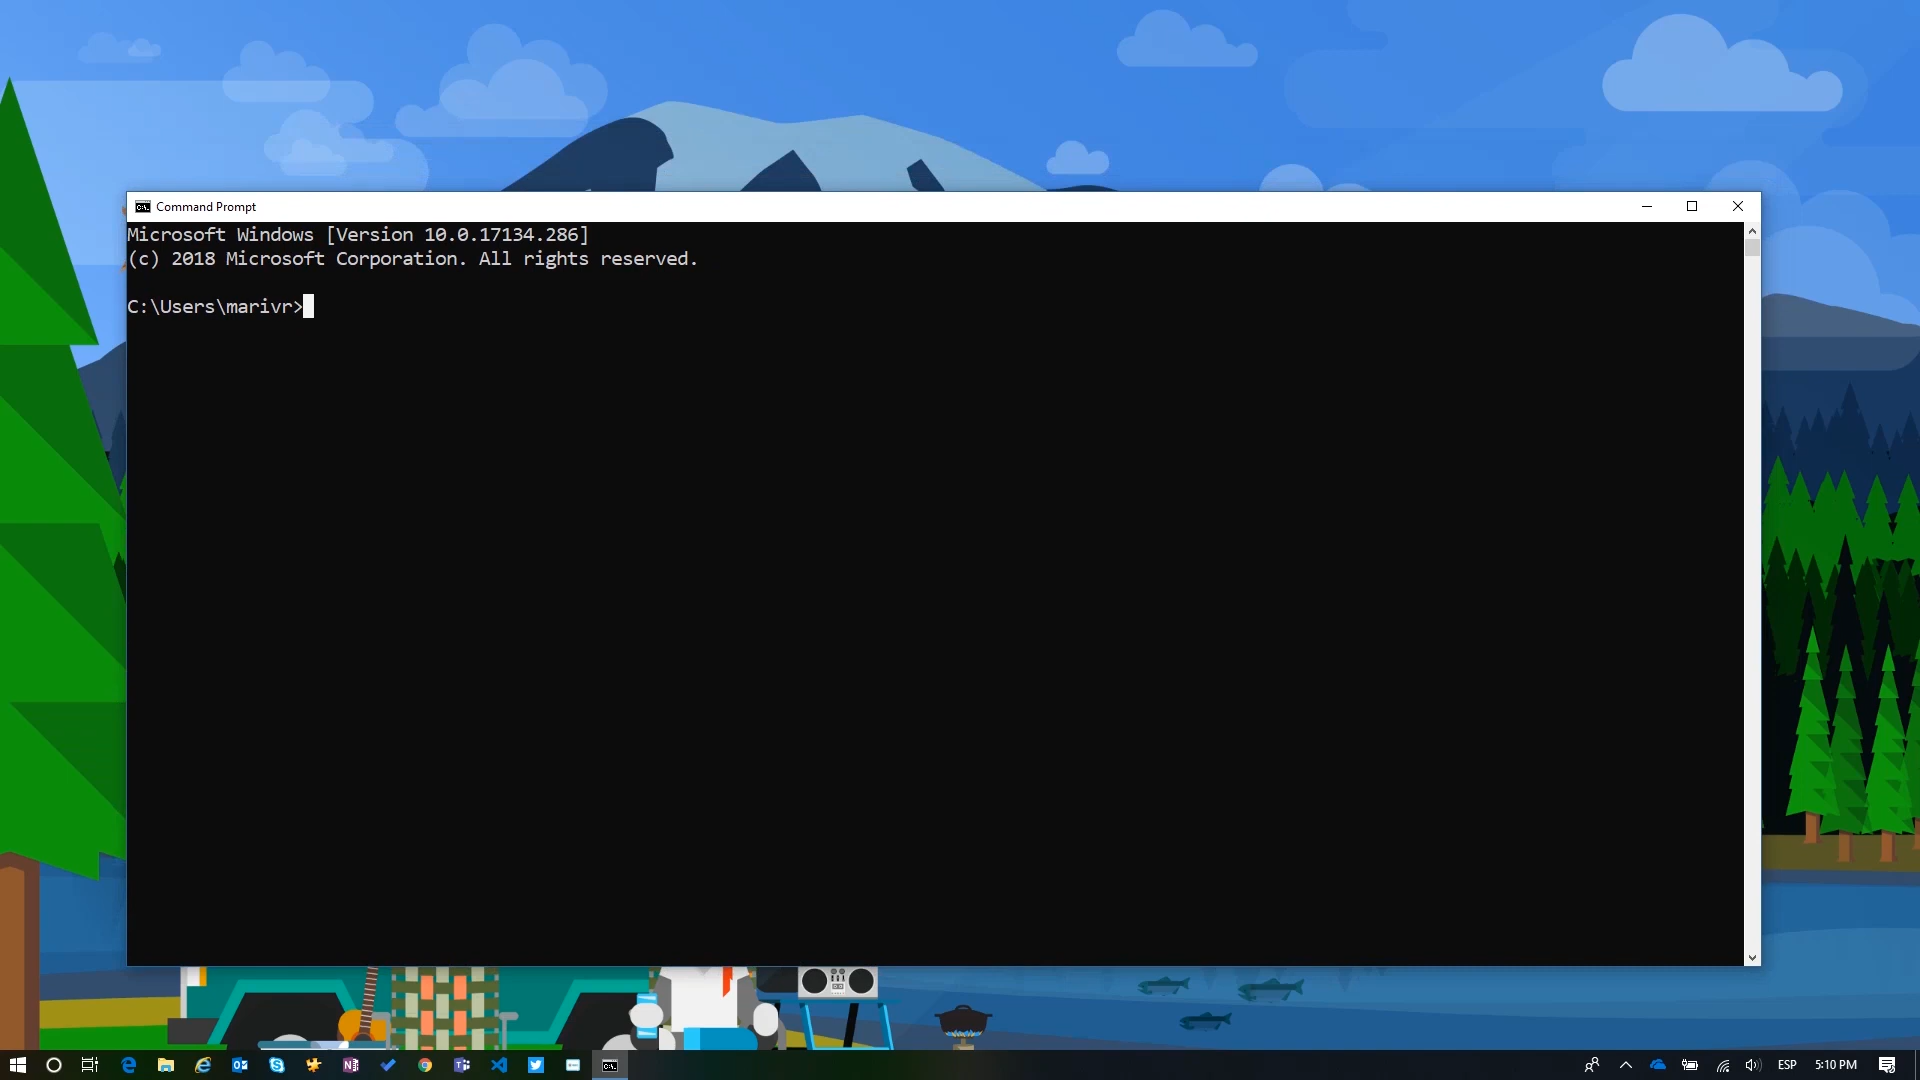 Command Prompt
Microsoft Windows [Version 10.0.17134.286]
(c) 2018 Microsoft Corporation. All rights reserved.
C:\Users\marivr>
ESP
5:10 PM